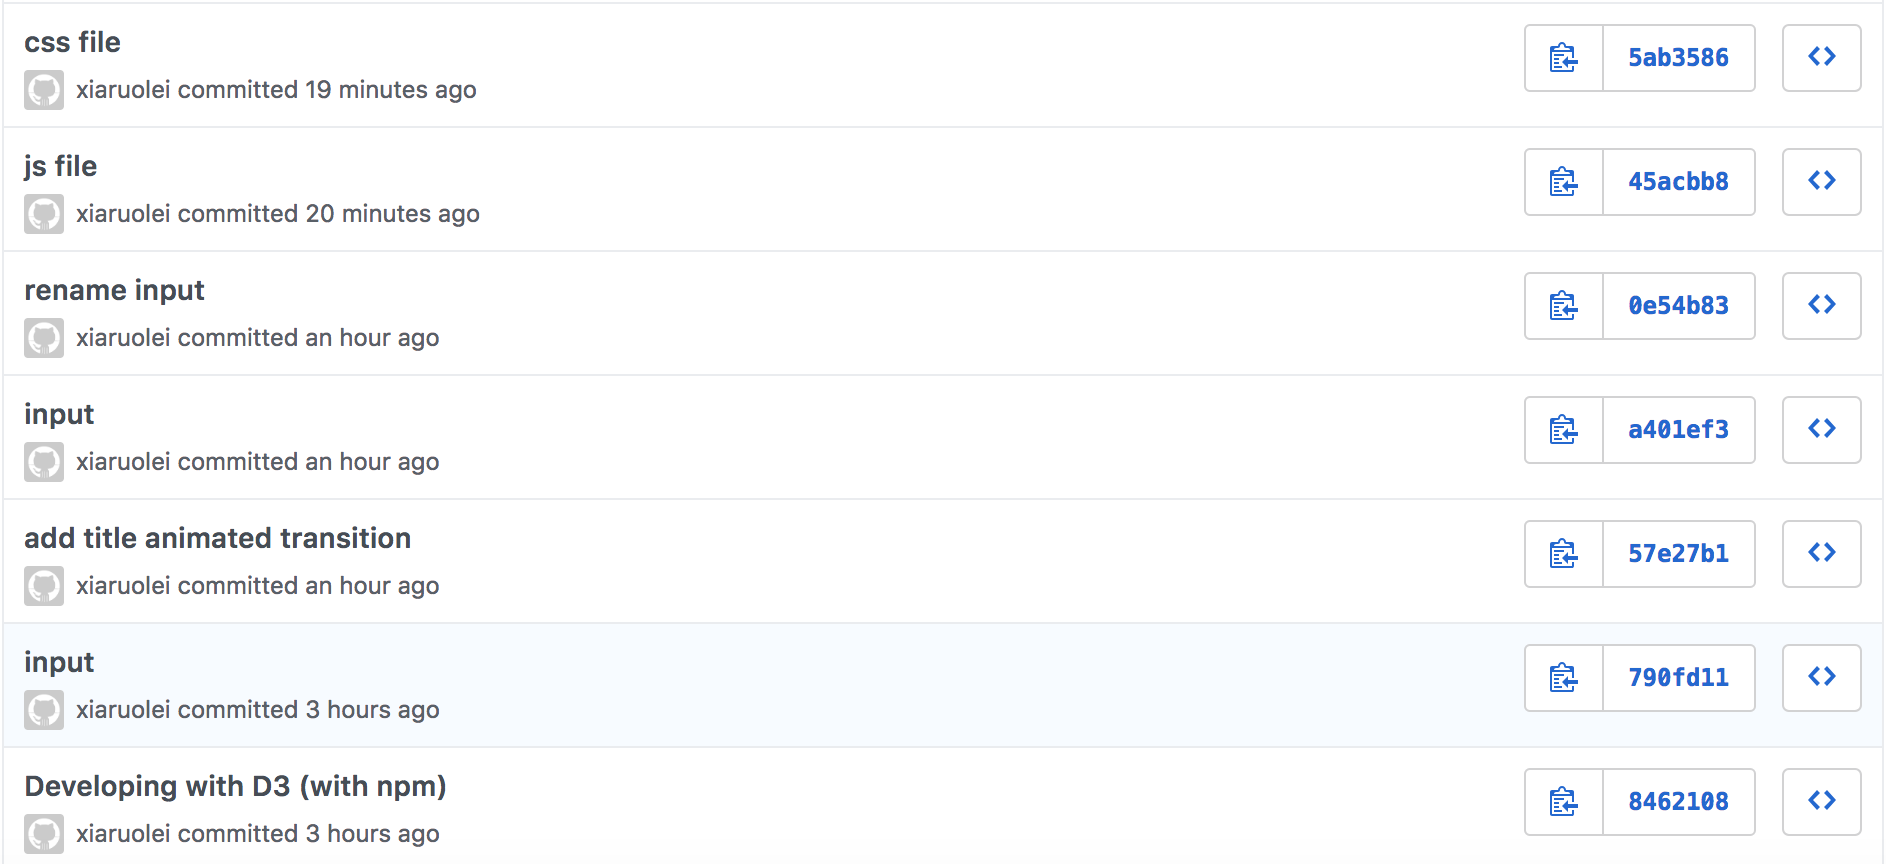 css file
xiaruolei committed 19 minutes ago
5ab3586
js file
xiaruolei committed 20 minutes ago
45acbb8
rename input
xiaruolei committed an hour ago
0e54b83
input
xiaruolei committed an hour ago
a401ef3
add title animated transition
xiaruolei committed an hour ago
57e27b1
input
xiaruolei committed 3 hours ago
790fd11
Developing with D3 (with npm)
xiaruolei committed 3 hours ago
8462108